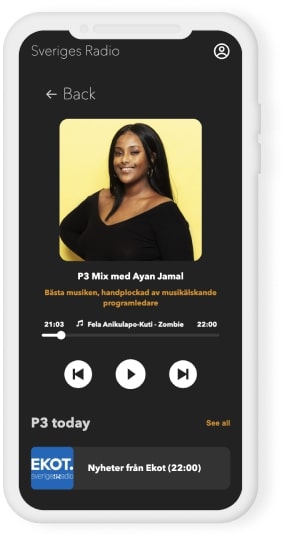 Sveriges Radio
← Back
P3 Mix med Ayan Jamal
Bästa musiken, handplockad av musikälskande
programledare
21:03 Fela Anikulapo-Kuti - Zombie 22:00
P3 today See all
EKOT.
sverigesradio
Nyheter från Ekot (22:00)